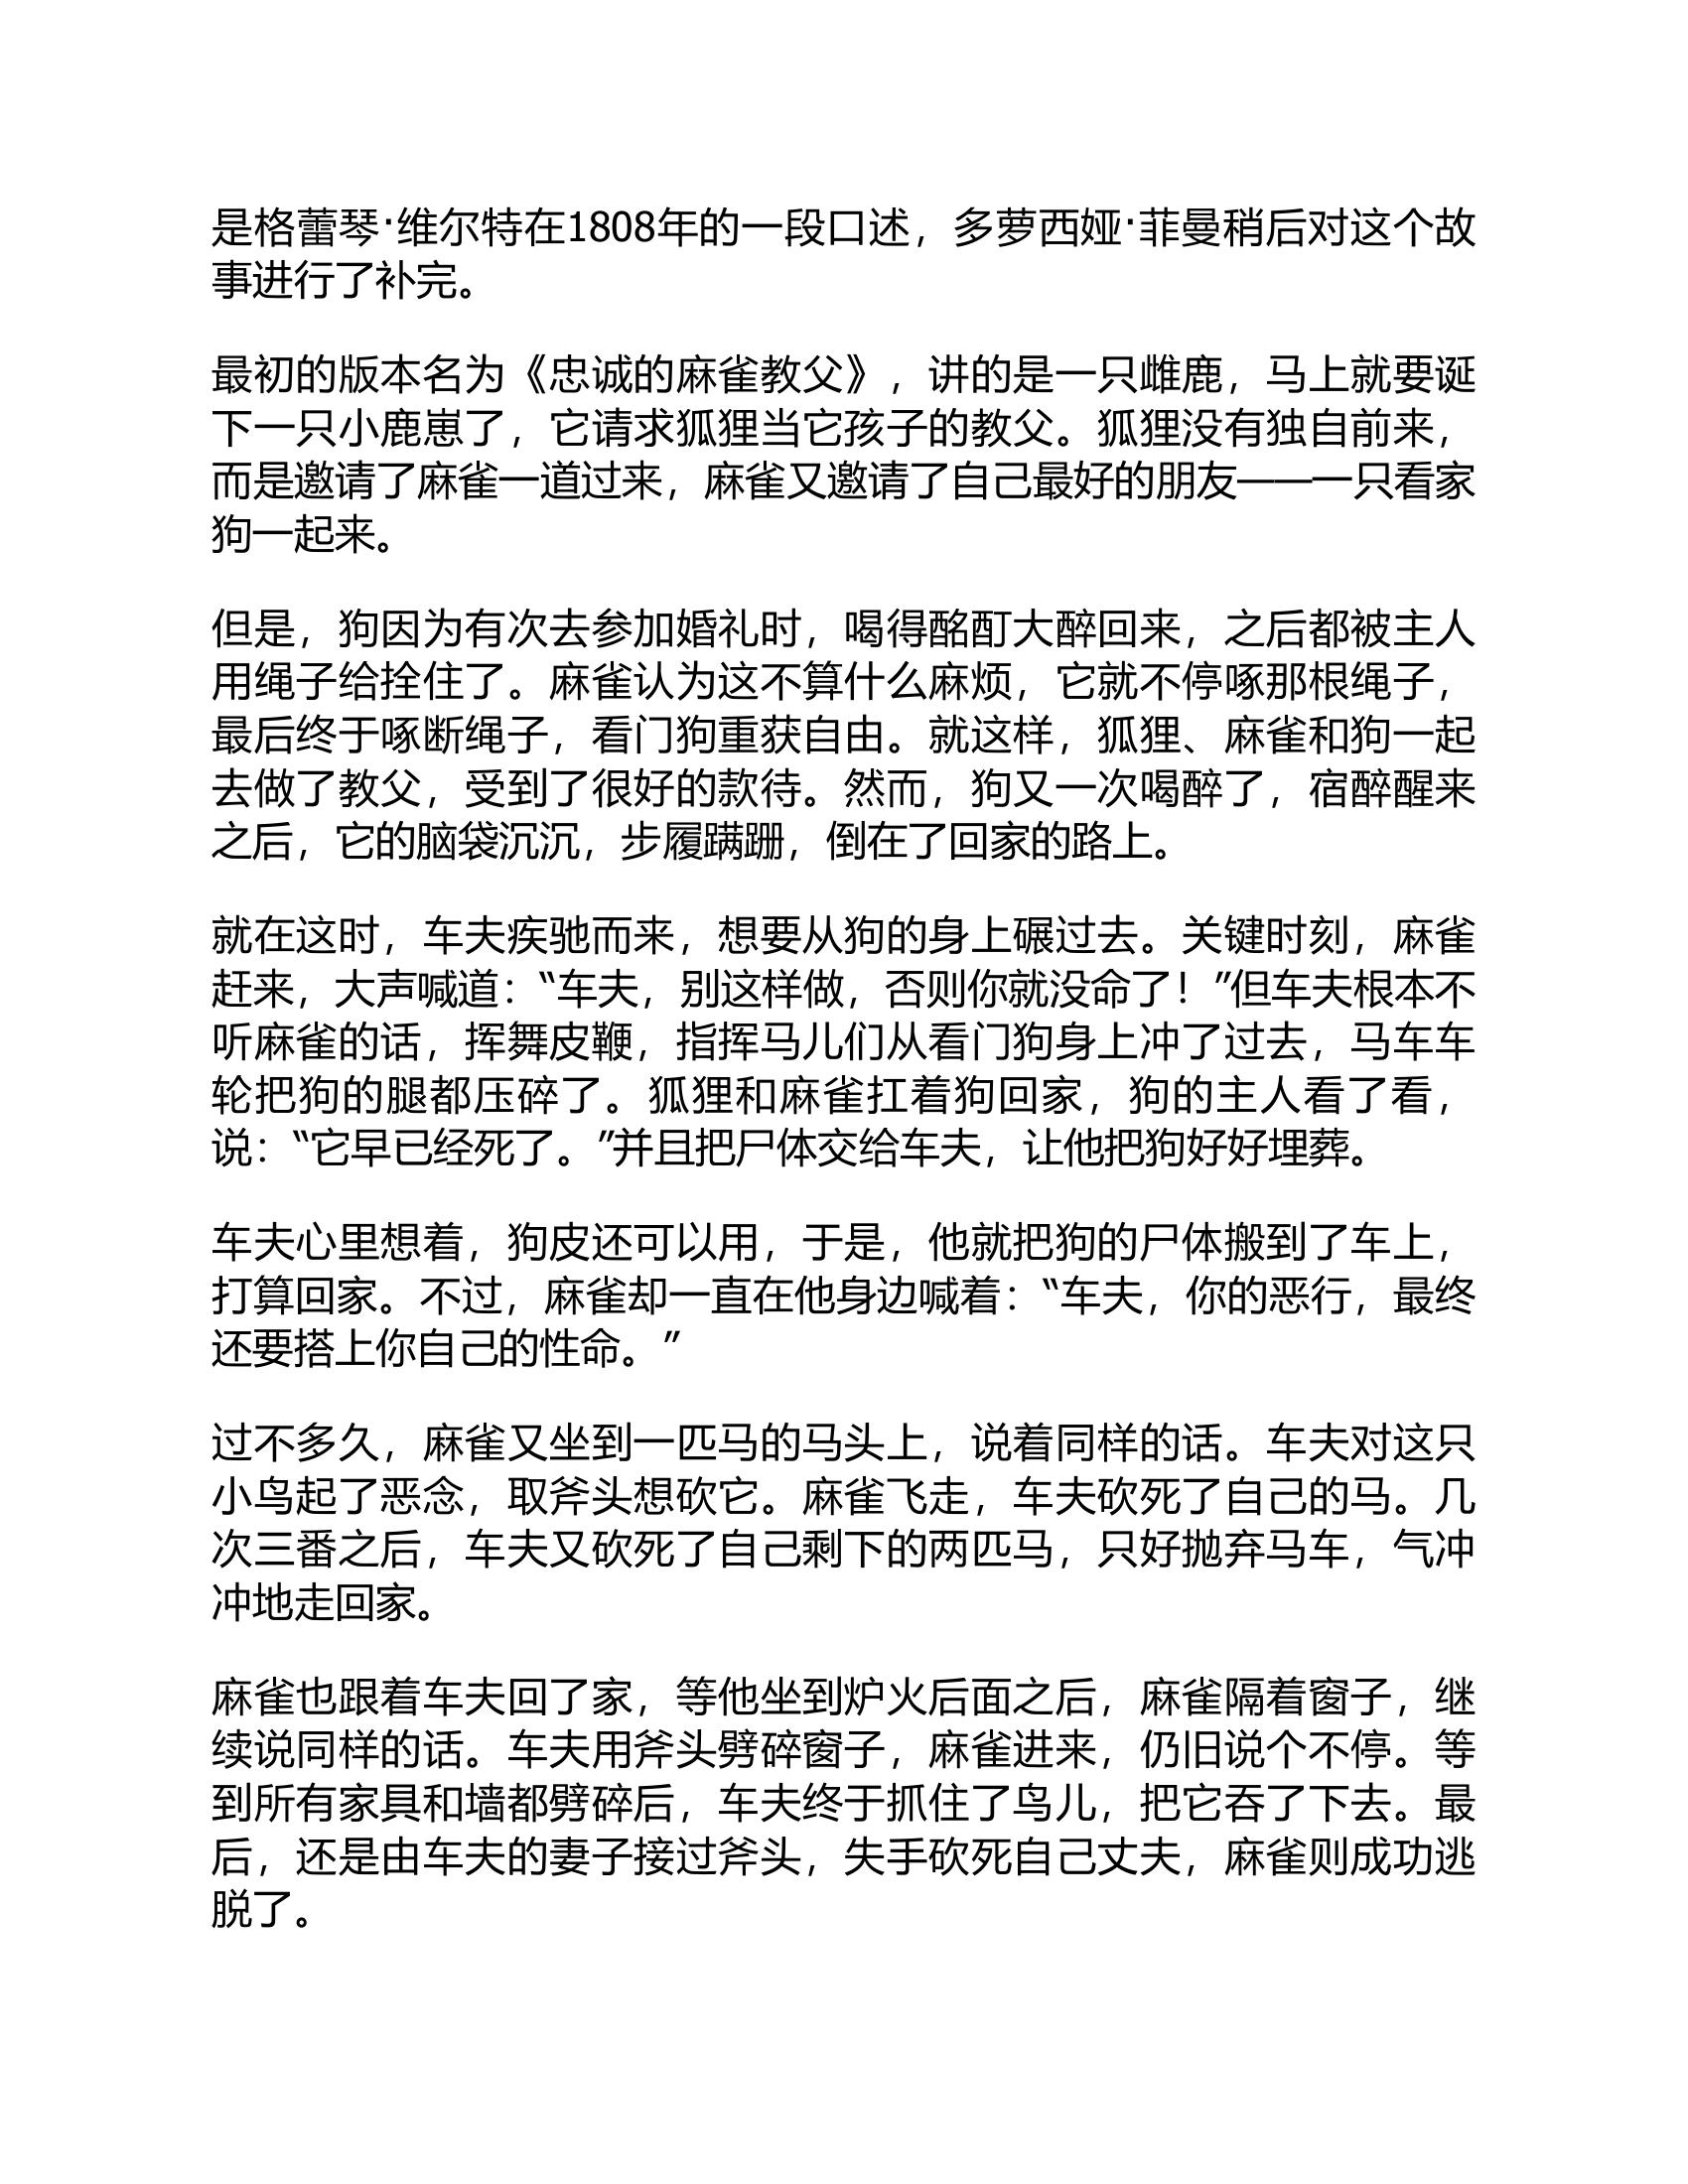 是格蕾琴·维尔特在1808年的一段口述，多萝西娅·菲曼稍后对这个故
事进行了补完。
最初的版本名为《忠诚的麻雀教父》，讲的是一只雌鹿，马上就要诞
下一只小鹿崽了，它请求狐狸当它孩子的教父。狐狸没有独自前来，
而是邀请了麻雀一道过来，麻雀又邀请了自己最好的朋友——一只看家
狗一起来。
但是，狗因为有次去参加婚礼时，喝得酩酊大醉回来，之后都被主人
用绳子给拴住了。麻雀认为这不算什么麻烦，它就不停啄那根绳子，
最后终于啄断绳子，看门狗重获自由。就这样，狐狸、麻雀和狗一起
去做了教父，受到了很好的款待。然而，狗又一次喝醉了，宿醉醒来
之后，它的脑袋沉沉，步履蹒跚，倒在了回家的路上。
就在这时，车夫疾驰而来，想要从狗的身上碾过去。关键时刻，麻雀
赶来，大声喊道：“车夫，别这样做，否则你就没命了！”但车夫根本不
听麻雀的话，挥舞皮鞭，指挥马儿们从看门狗身上冲了过去，马车车
轮把狗的腿都压碎了。狐狸和麻雀扛着狗回家，狗的主人看了看，
说：“它早已经死了。”并且把尸体交给车夫，让他把狗好好埋葬。
车夫心里想着，狗皮还可以用，于是，他就把狗的尸体搬到了车上，
打算回家。不过，麻雀却一直在他身边喊着：“车夫，你的恶行，最终
还要搭上你自己的性命。”
过不多久，麻雀又坐到一匹马的马头上，说着同样的话。车夫对这只
小鸟起了恶念，取斧头想砍它。麻雀飞走，车夫砍死了自己的马。几
次三番之后，车夫又砍死了自己剩下的两匹马，只好抛弃马车，气冲
冲地走回家。
麻雀也跟着车夫回了家，等他坐到炉火后面之后，麻雀隔着窗子，继
续说同样的话。车夫用斧头劈碎窗子，麻雀进来，仍旧说个不停。等
到所有家具和墙都劈碎后，车夫终于抓住了鸟儿，把它吞了下去。最
后，还是由车夫的妻子接过斧头，失手砍死自己丈夫，麻雀则成功逃
脱了。